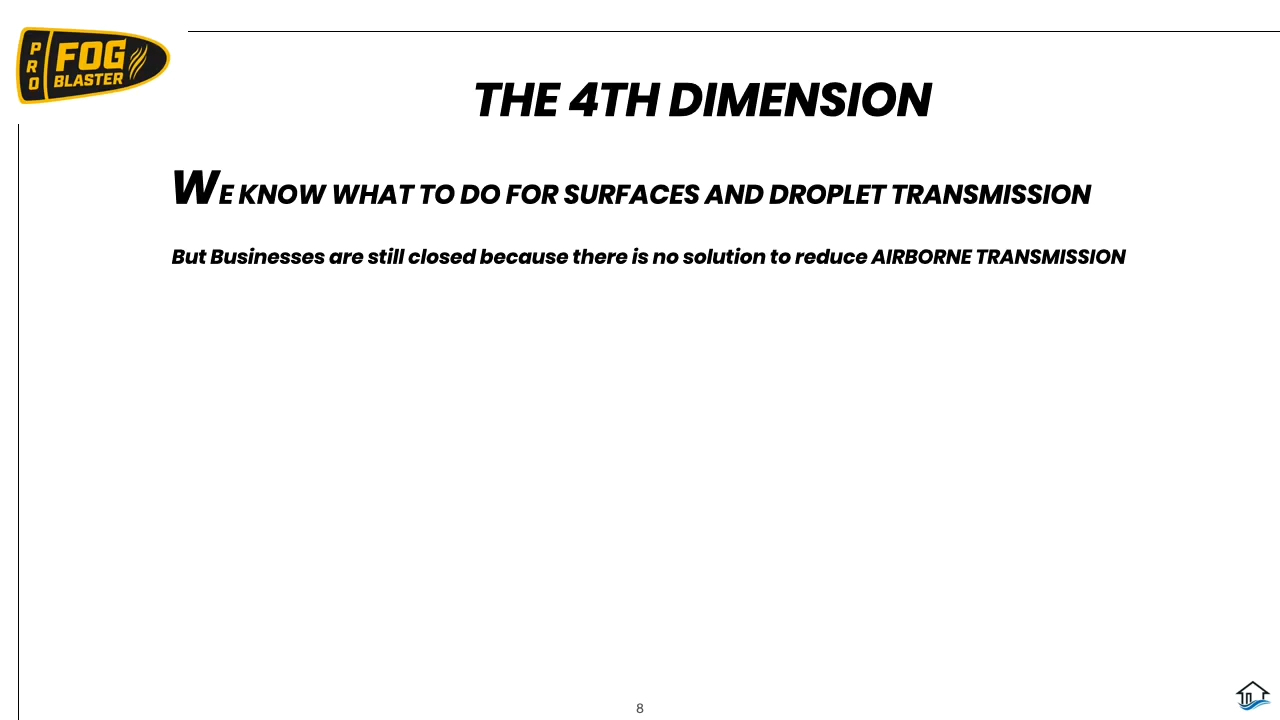 PRO
FOG
BLASTER
THE 4TH DIMENSION
WE KNOW WHAT TO DO FOR SURFACES AND DROPLET TRANSMISSION
But Businesses are still closed because there is no solution to reduce AIRBORNE TRANSMISSION
8